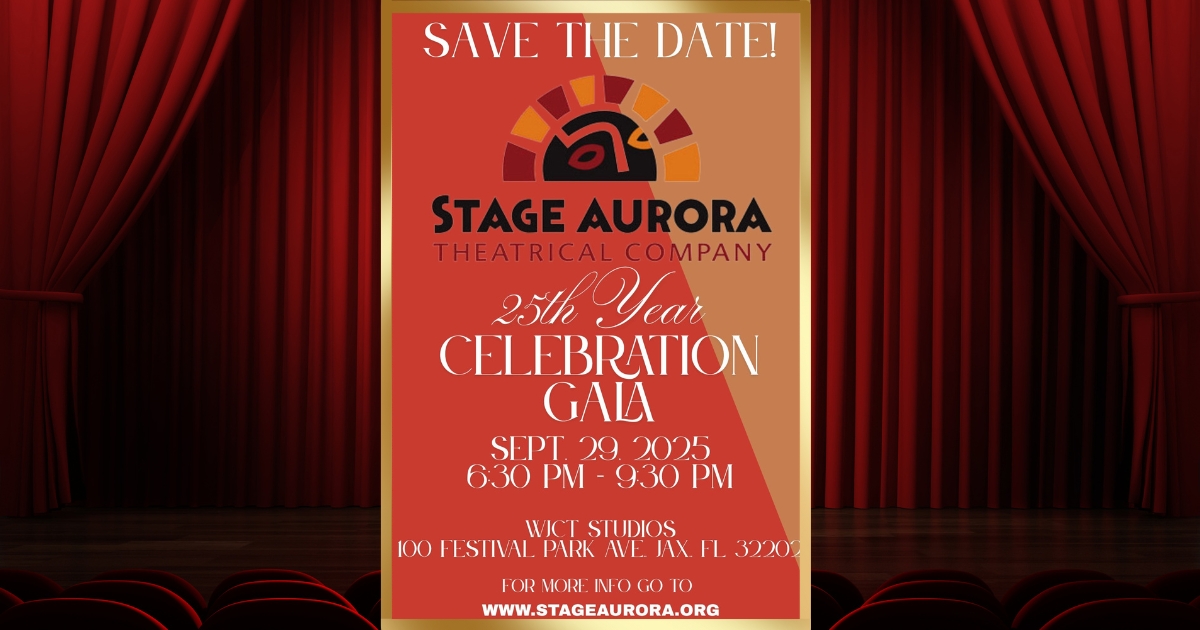 SAVE THE DATE!
STAGE AURORA
THEATRICAL COMPANY
25th Year
CELEBRATION
GALA
SEPT. 29, 2025
6:30 PM - 9:30 PM
WJCT STUDIOS
100 FESTIVAL PARK AVE. JAX. FL 32202
FOR MORE INFO GO TO
WWW.STAGEAURORA.ORG